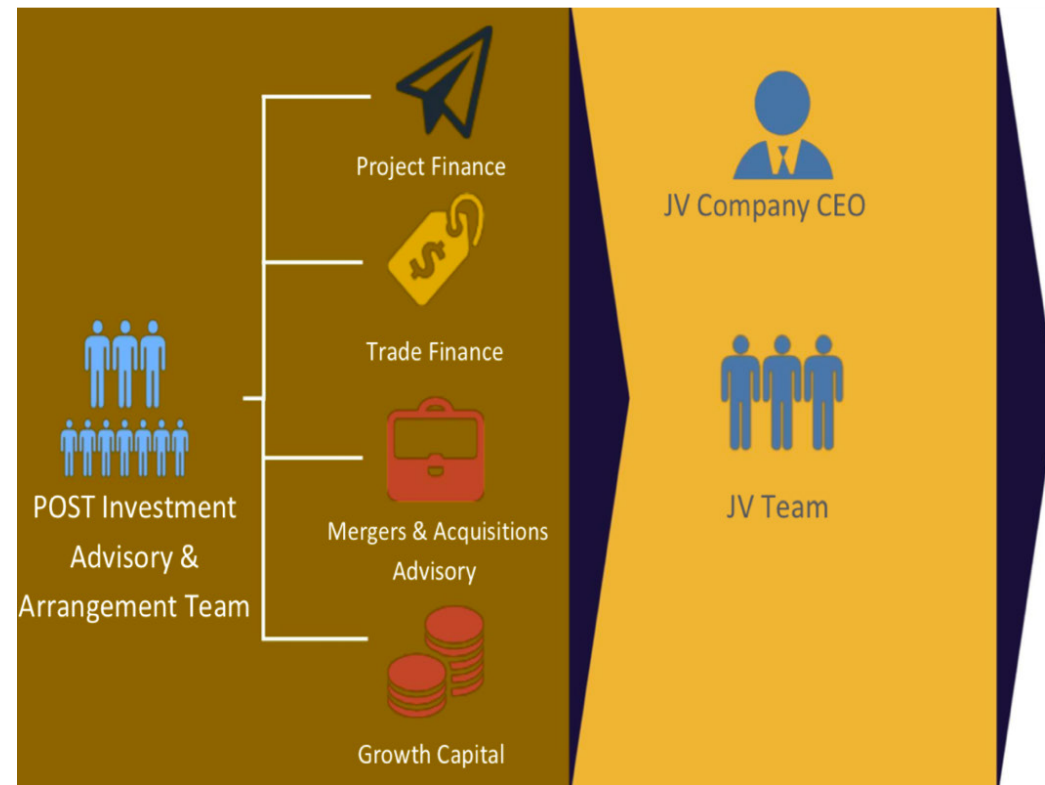 Project Finance
Trade Finance
Mergers & Acquisitions
Advisory
Growth Capital
POST Investment
Advisory &
Arrangement Team
JV Company CEO
JV Team
$